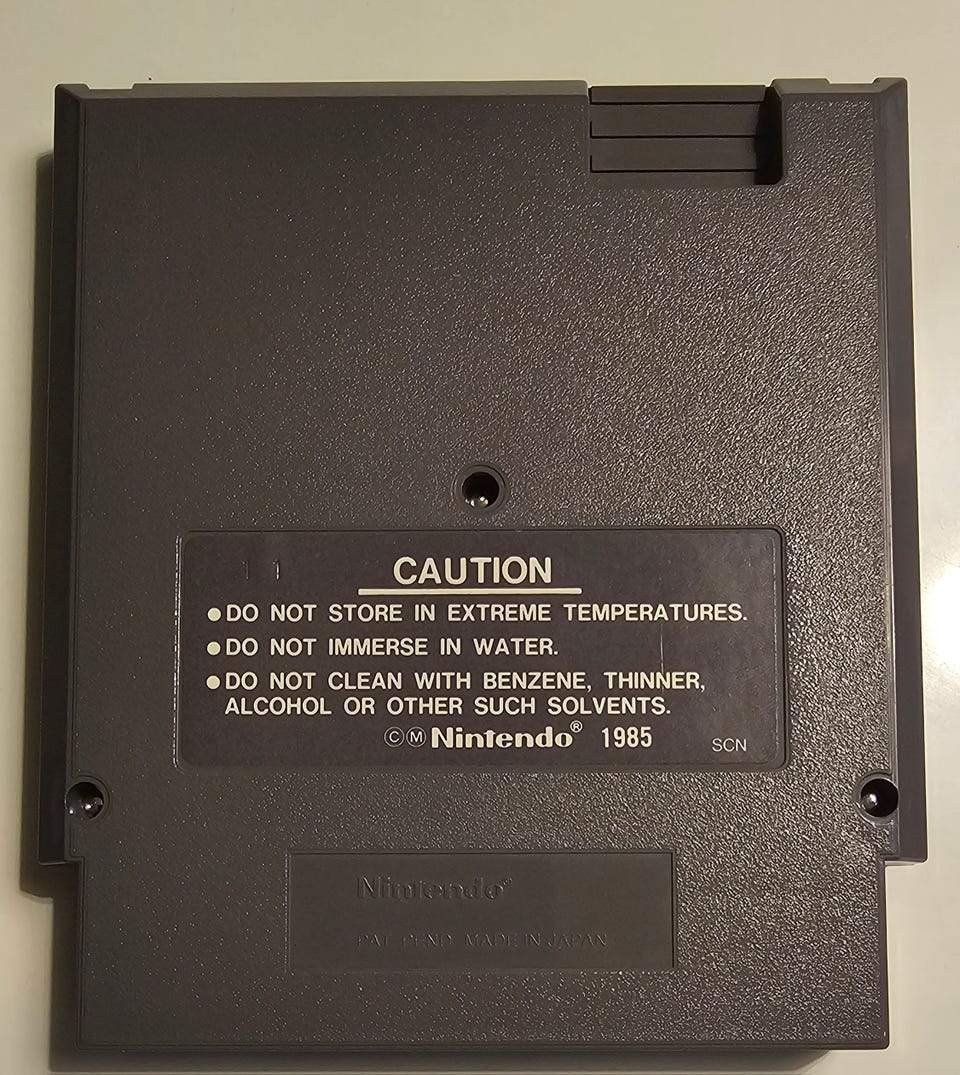 CAUTION
●DO NOT STORE IN EXTREME TEMPERATURES.
●DO NOT IMMERSE IN WATER.
●DO NOT CLEAN WITH BENZENE, THINNER,
ALCOHOL OR OTHER SUCH SOLVENTS.
ⒸⓂ Nintendo® 1985 SCN
Nintendo®
PAT. PEND. MADE IN JAPAN